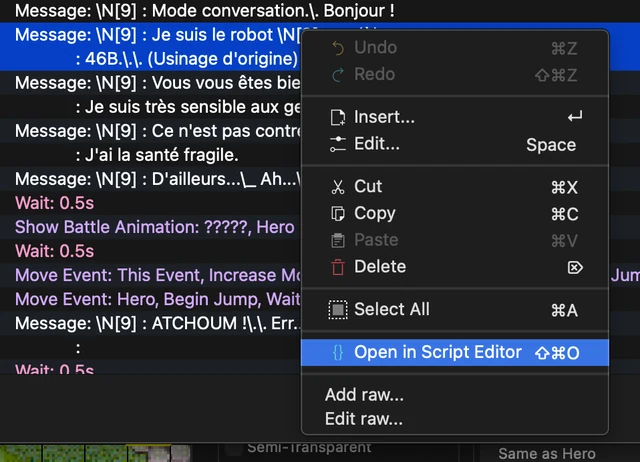 Message: \N[9] : Mode conversation.\. Bonjour !
Message: \N[9] : Je suis le robot \N[
: 46B.\.\. (Usinage d'origine)
Message: \N[9] : Vous vous êtes bie
: Je suis très sensible aux ge
Message: \N[9] : Ce n'est pas contre
: J'ai la santé fragile.
Message: \N[9] : D'ailleurs...\_ Ah...\
Wait: 0.5s
Show Battle Animation: ?????, Hero
Wait: 0.5s
Move Event: This Event, Increase Mo
Jum
Move Event: Hero, Begin Jump, Wait
Message: \N[9] : ATCHOUM !\.\. Err..
:
Wait: 0.5s
Undo ⌘Z
Redo ⇧⌘Z
Insert... ↵
Edit... Space
Cut ⌘X
Copy ⌘C
Paste ⌘V
Delete ⌦
Select All ⌘A
Open in Script Editor ⇧⌘O
Add raw...
Edit raw...
Semi-Transparent
Same as Hero